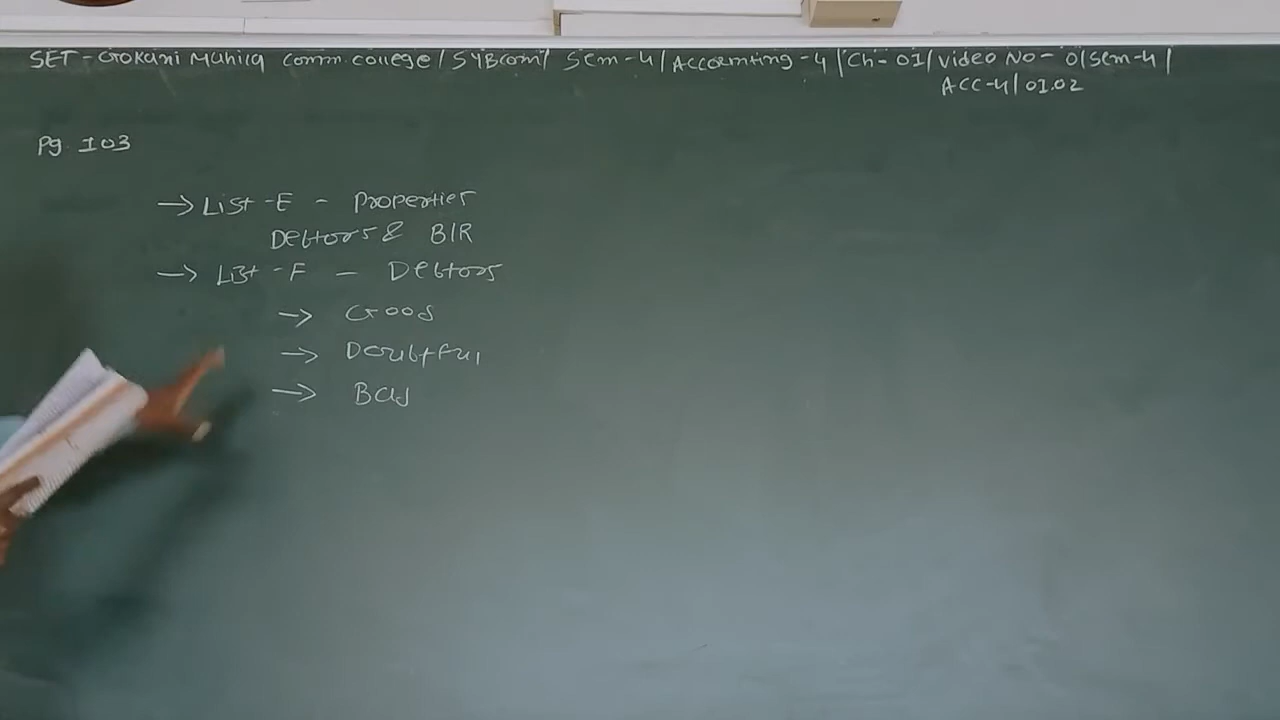 SET-Gokani Mahila Comm. College / SYBcom / Sem-4 / Accounting-4 / Ch-01 / Video No- 0/Sem-4/
ACC-4/01.02
Pg. 103
→ List-E - Properties
Debtors & B/R
→ List-F - Debtors
→ Good
→ Doubtful
→ Bad